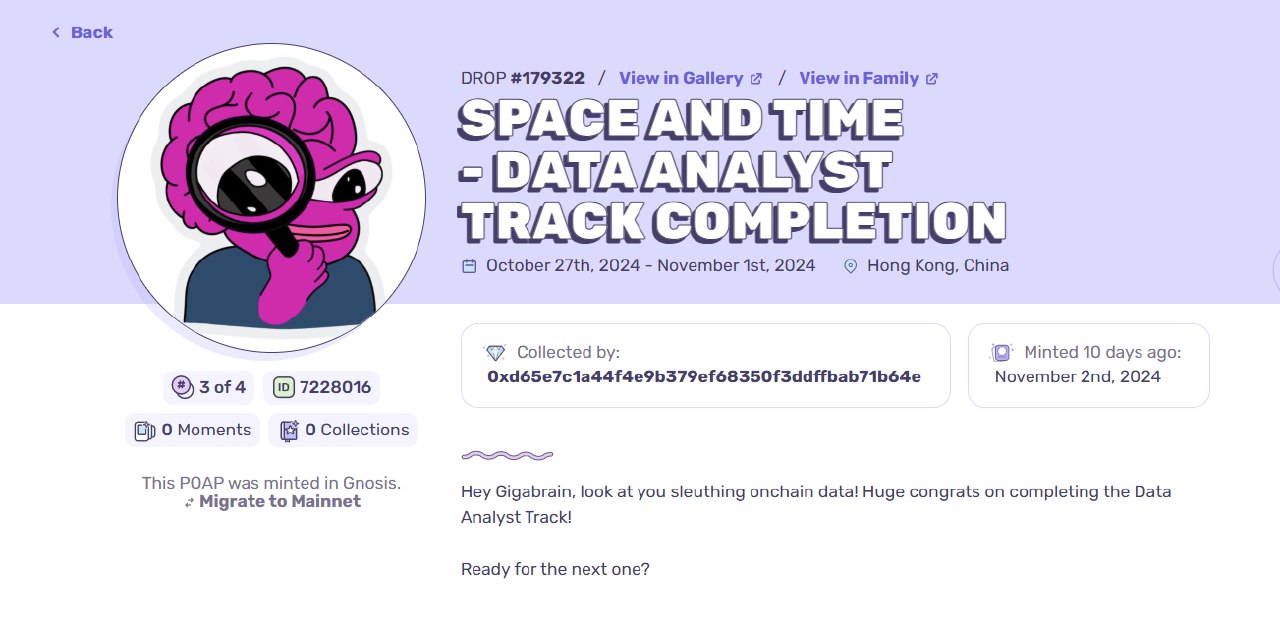 Back
DROP #179322 / View in Gallery / View in Family
SPACE AND TIME
- DATA ANALYST
TRACK COMPLETION
October 27th, 2024 - November 1st, 2024 Hong Kong, China
Collected by:
0xd65e7c1a44f4e9b379ef68350f3ddffbab71b64e
Minted 10 days ago:
November 2nd, 2024
# 3 of 4 ID 7228016
0 Moments 0 Collections
This POAP was minted in Gnosis.
Migrate to Mainnet
Hey Gigabrain, look at you sleuthing onchain data! Huge congrats on completing the Data
Analyst Track!
Ready for the next one?